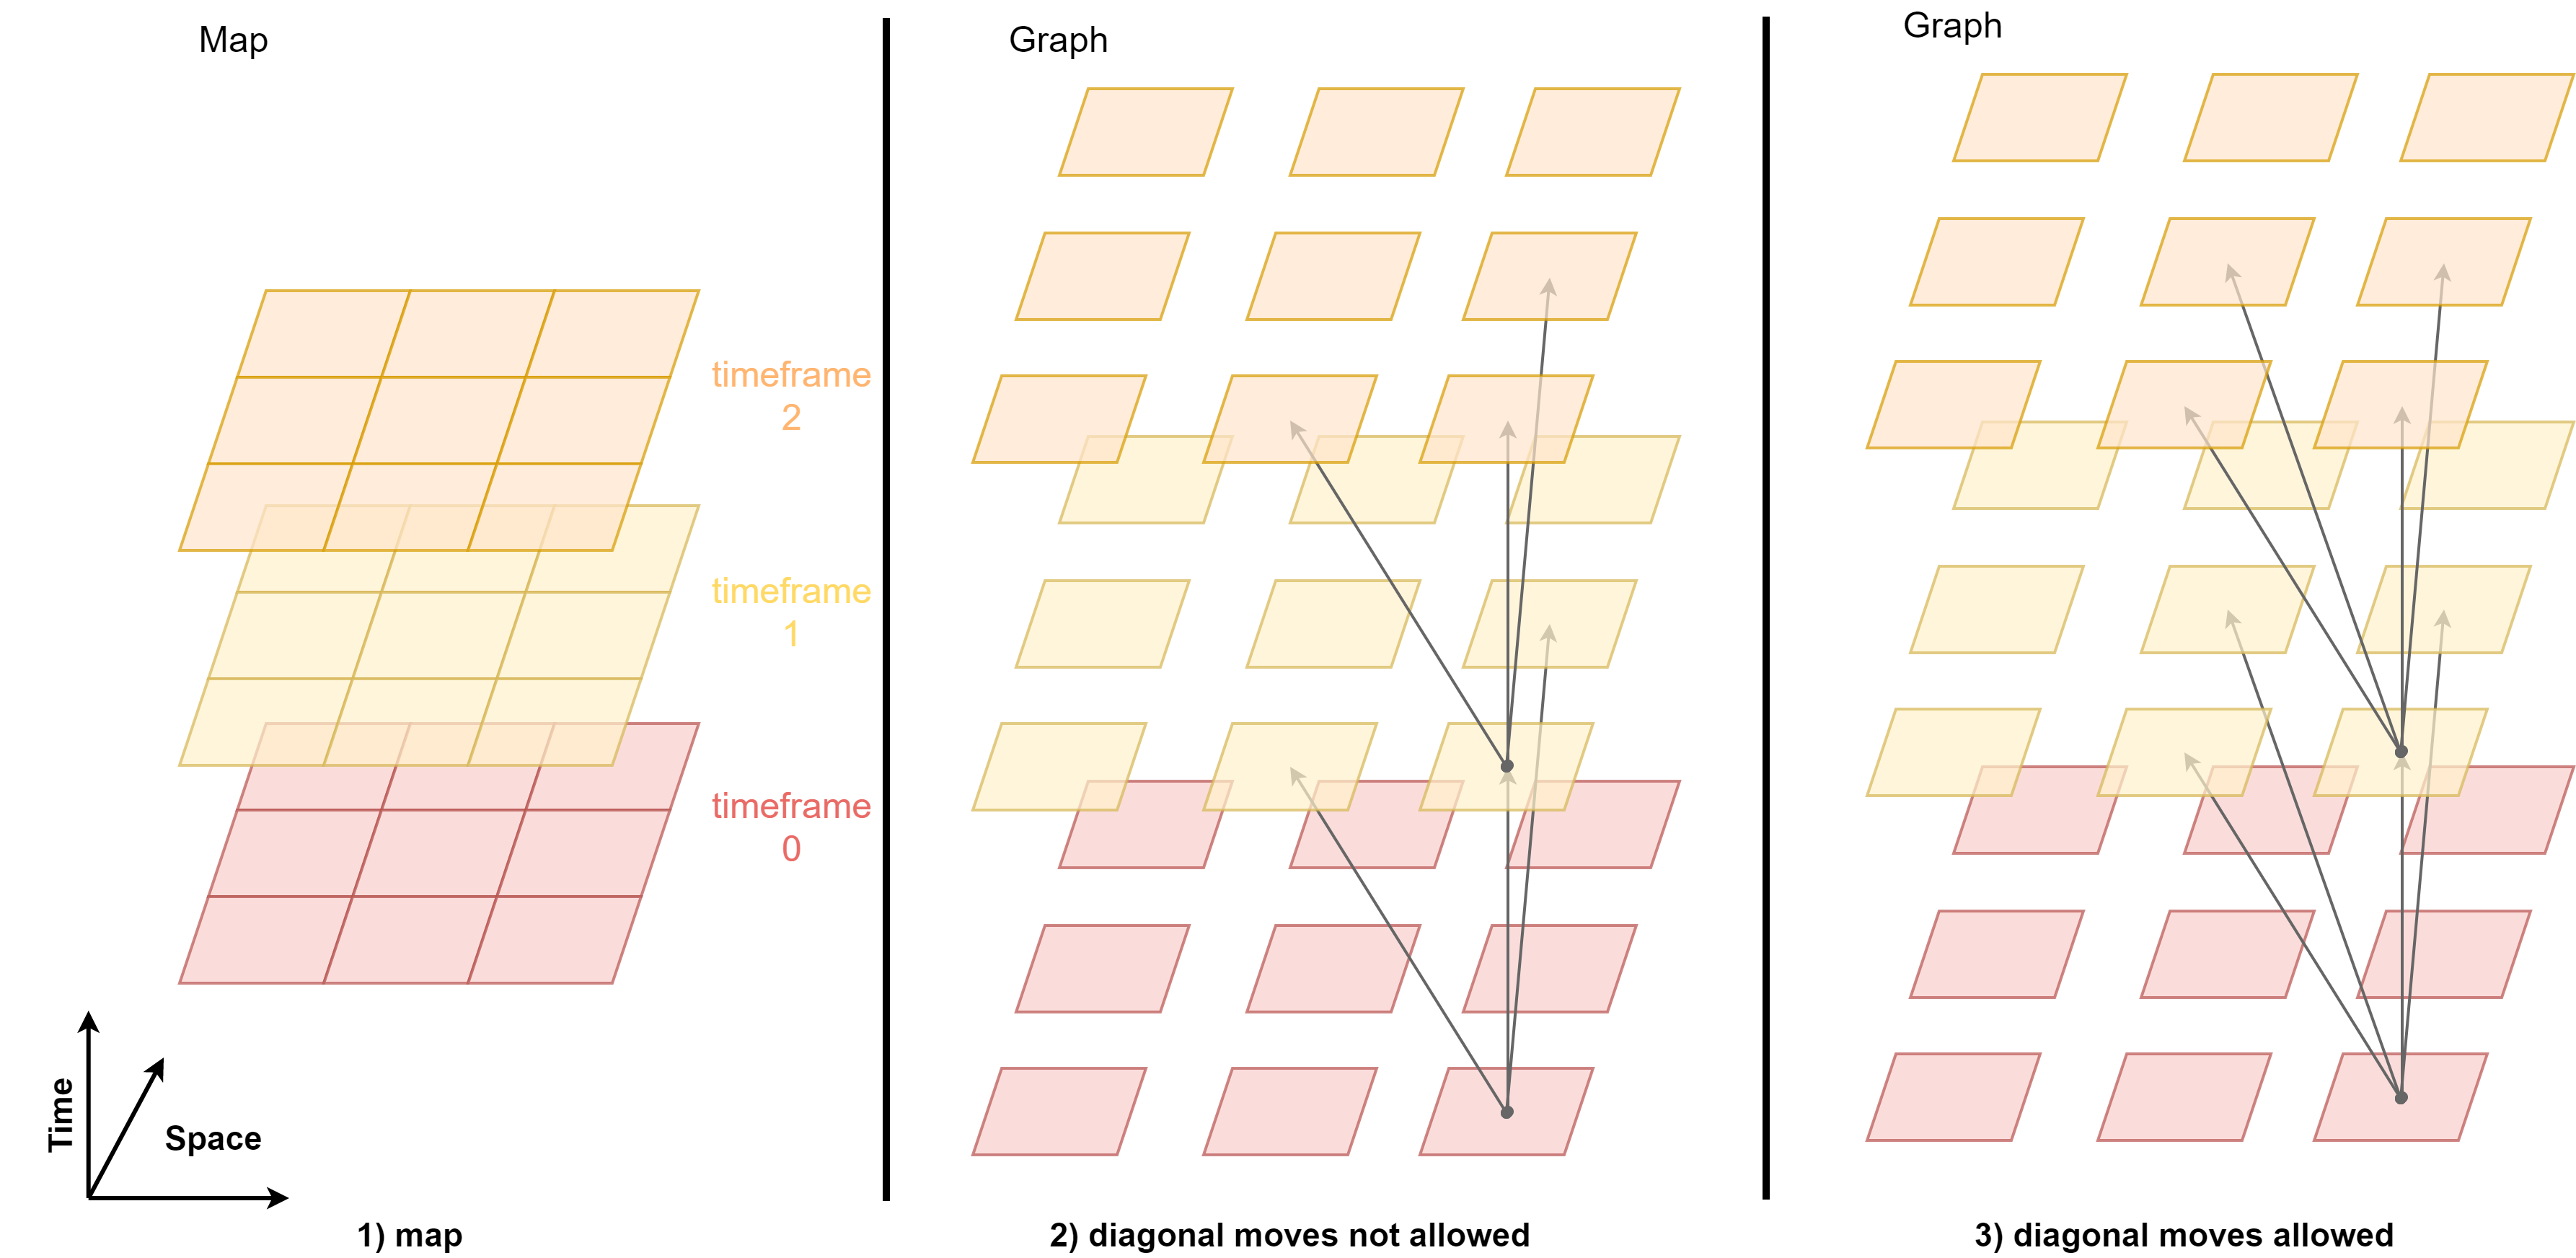 Map
timeframe
2
timeframe
1
timeframe
0
Time
Space
1) map
Graph
2) diagonal moves not allowed
Graph
3) diagonal moves allowed